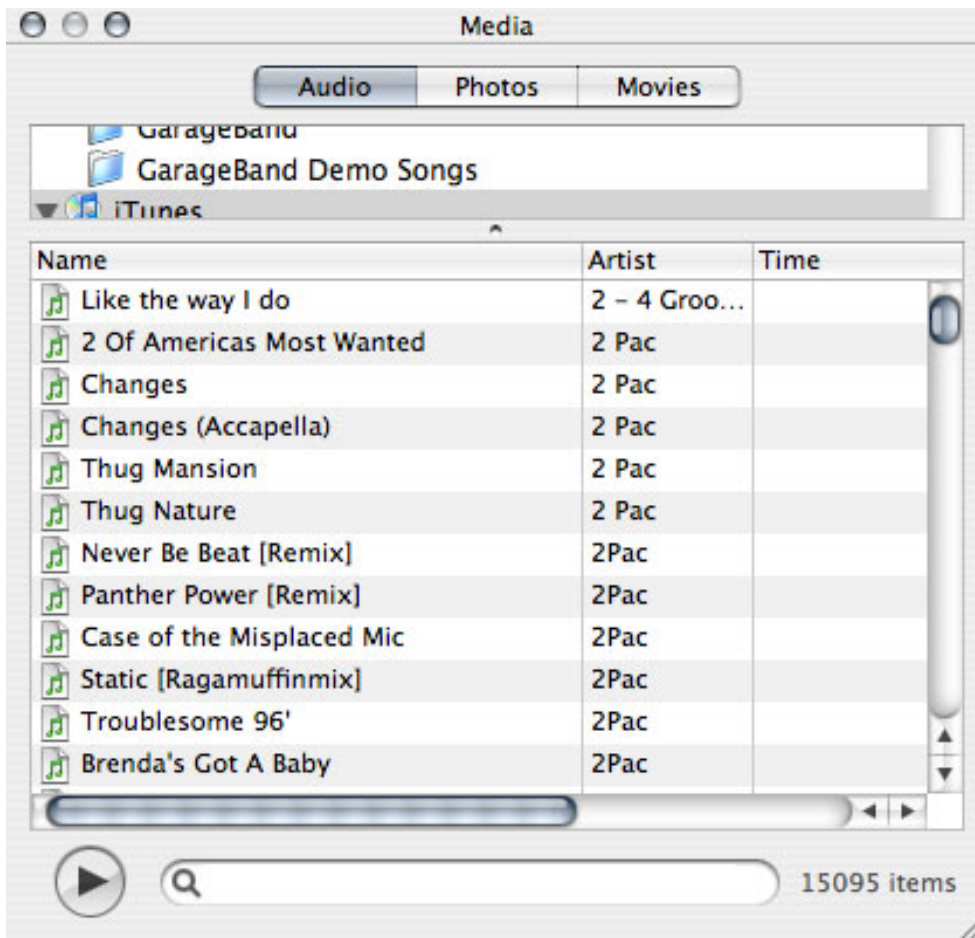 Media
Audio Photos Movies
GarageBand
GarageBand Demo Songs
iTunes
Name Artist Time
Like the way I do 2 – 4 Groo...
2 Of Americas Most Wanted 2 Pac
Changes 2 Pac
Changes (Accapella) 2 Pac
Thug Mansion 2 Pac
Thug Nature 2 Pac
Never Be Beat [Remix] 2Pac
Panther Power [Remix] 2Pac
Case of the Misplaced Mic 2Pac
Static [Ragamuffinmix] 2Pac
Troublesome 96' 2Pac
Brenda's Got A Baby 2Pac
15095 items